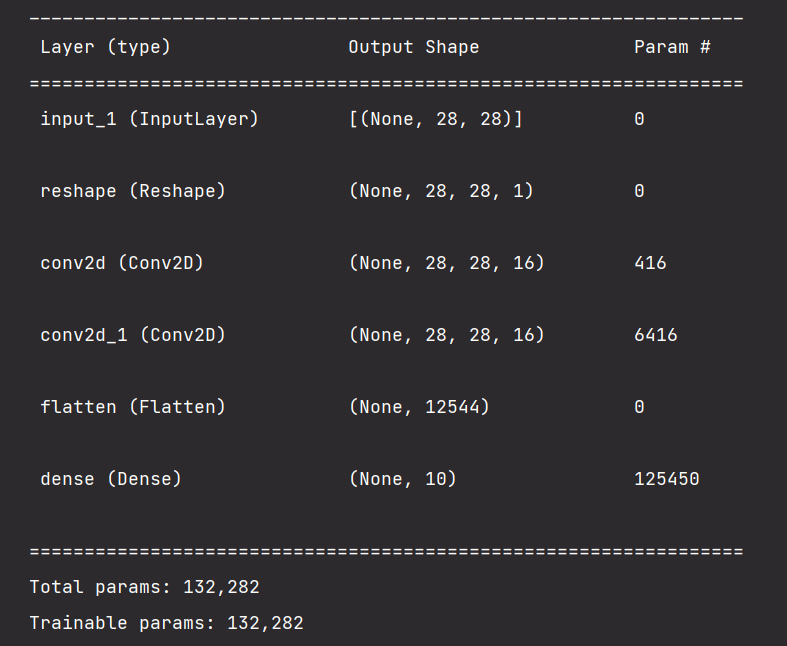 _________________________________________________________________
Layer (type)                Output Shape              Param #
=================================================================
input_1 (InputLayer)        [(None, 28, 28)]          0
reshape (Reshape)           (None, 28, 28, 1)         0
conv2d (Conv2D)             (None, 28, 28, 16)        416
conv2d_1 (Conv2D)           (None, 28, 28, 16)        6416
flatten (Flatten)           (None, 12544)             0
dense (Dense)               (None, 10)                125450
=================================================================
Total params: 132,282
Trainable params: 132,282